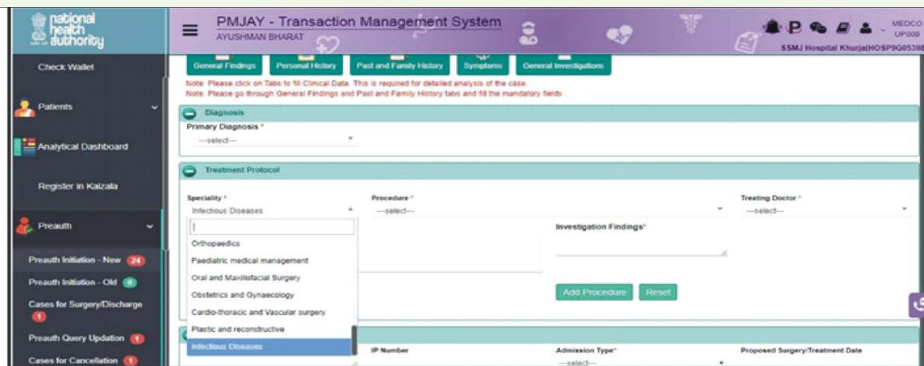 national
health
authority
PMJAY - Transaction Management System
AYUSHMAN BHARAT
MEDCO
UP009
SSMJ Hospital Khurja(HOSP9G05398
Check Wallet
Patients
Analytical Dashboard
Register in Kaizala
Preauth
Preauth Initiation - New 24
Preauth Initiation - Old 0
Cases for Surgery/Discharge
1
Preauth Query Updation 1
Cases for Cancellation 1
General Findings Personal History Past and Family History Symptoms General Investigations
Note: Please click on Tabs to fill Clinical Data. This is required for detailed analysis of the case.
Note: Please go through General Findings and Past and Family History tabs and fill the mandatory fields
Diagnosis
Primary Diagnosis *
---select---
Treatment Protocol
Speciality * Procedure * Treating Doctor *
Infectious Diseases ---select--- ---select---
Investigation Findings*
Orthopaedics
Paediatric medical management
Oral and Maxillofacial Surgery
Obstetrics and Gynaecology
Cardio-thoracic and Vascular surgery
Plastic and reconstructive
Infectious Diseases
Add Procedure Reset
IP Number Admission Type* Proposed Surgery/Treatment Date
---select---